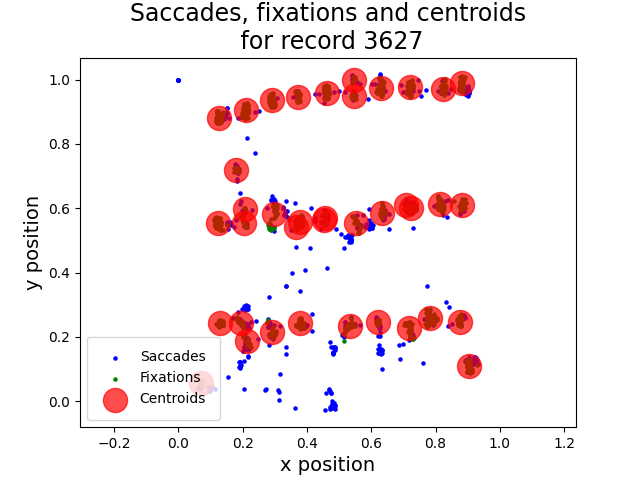 Saccades, fixations and centroids
for record 3627
y position
1.0
0.8
0.6
0.4
0.2
0.0
Saccades
Fixations
Centroids
−0.2
0.0
0.2
0.4
0.6
0.8
1.0
1.2
x position